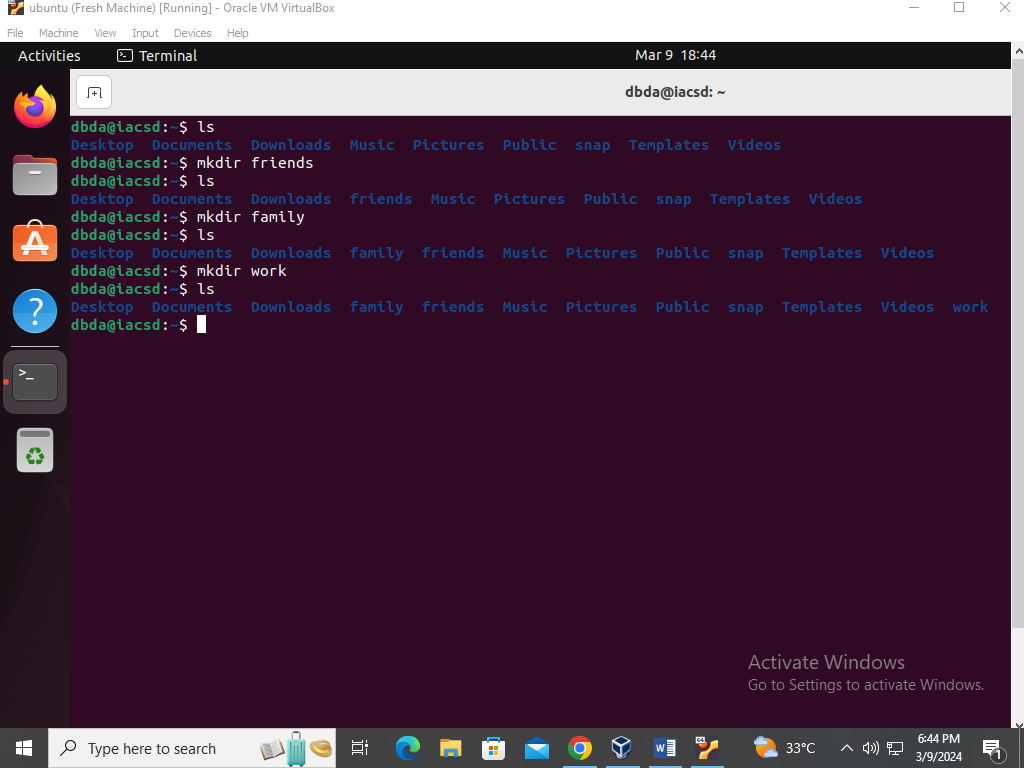 ubuntu (Fresh Machine) [Running] - Oracle VM VirtualBox
File Machine View Input Devices Help
Activities Terminal Mar 9 18:44
dbda@iacsd: ~
dbda@iacsd:~$ ls
Desktop Documents Downloads Music Pictures Public snap Templates Videos
dbda@iacsd:~$ mkdir friends
dbda@iacsd:~$ ls
Desktop Documents Downloads friends Music Pictures Public snap Templates Videos
dbda@iacsd:~$ mkdir family
dbda@iacsd:~$ ls
Desktop Documents Downloads family friends Music Pictures Public snap Templates Videos
dbda@iacsd:~$ mkdir work
dbda@iacsd:~$ ls
Desktop Documents Downloads family friends Music Pictures Public snap Templates Videos work
dbda@iacsd:~$
Activate Windows
Go to Settings to activate Windows.
Type here to search
33°C
6:44 PM
3/9/2024
1